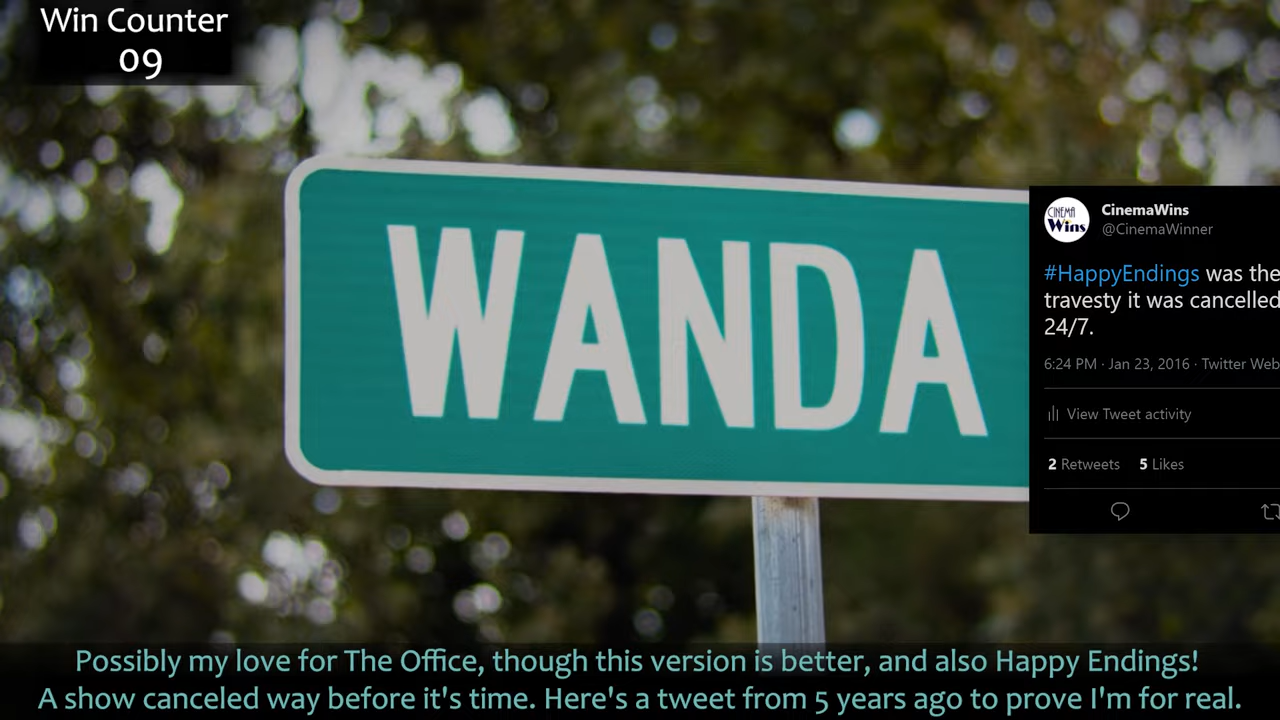 Win Counter
09
WANDA
CinemaWins
@CinemaWinner
#HappyEndings was the
travesty it was cancelled
24/7.
6:24 PM · Jan 23, 2016 · Twitter Web
View Tweet activity
2 Retweets 5 Likes
Possibly my love for The Office, though this version is better, and also Happy Endings!
A show canceled way before it's time. Here's a tweet from 5 years ago to prove I'm for real.